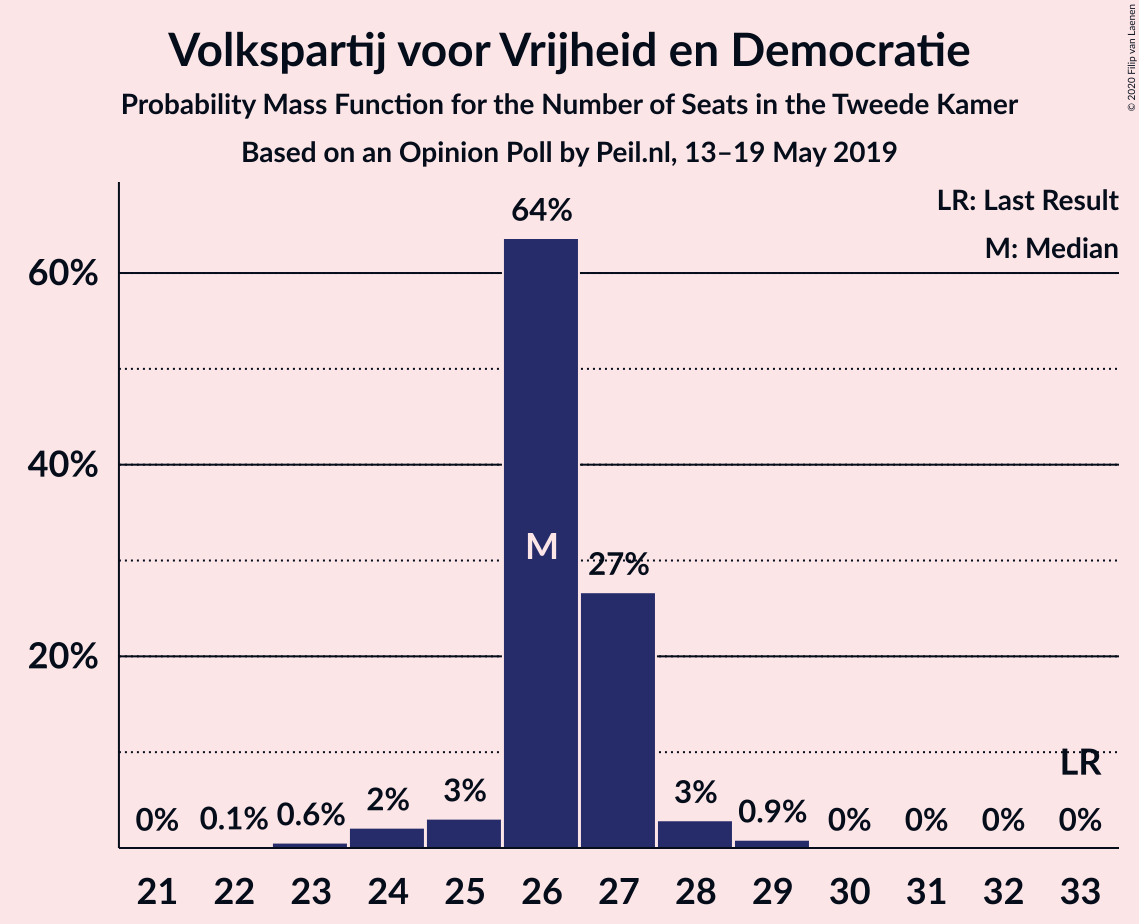 Volkspartij voor Vrijheid en Democratie
Probability Mass Function for the Number of Seats in the Tweede Kamer
Based on an Opinion Poll by Peil.nl, 13–19 May 2019
© 2020 Filip van Laenen
LR: Last Result
M: Median
64%
60%
40%
M
27%
20%
LR
0% 0.1% 0.6% 2% 3% 3% 0.9% 0% 0% 0% 0%
21 22 23 24 25 26 27 28 29 30 31 32 33